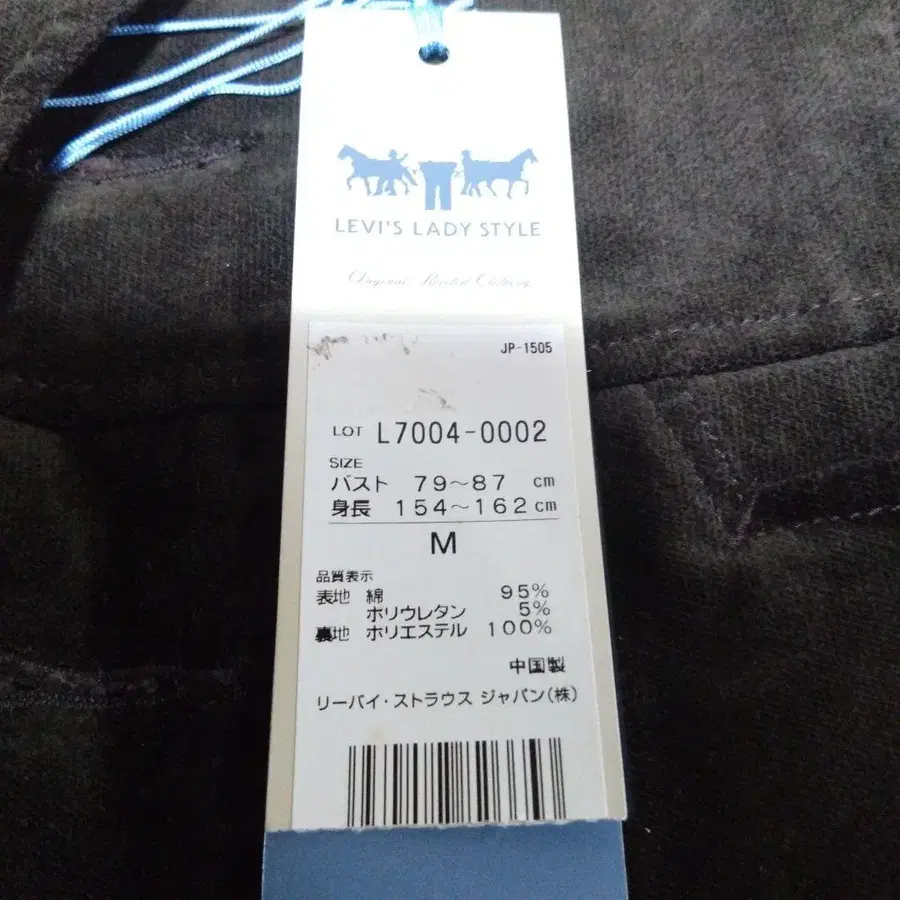 LEVI'S LADY STYLE
Original Riveted Clothing
JP-1505
LOT L7004-0002
SIZE
バスト 79～87 cm
身長 154～162 cm
M
品質表示
表地 綿 95%
ポリウレタン 5%
裏地 ポリエステル 100%
中国製
リーバイ・ストラウス ジャパン(株)